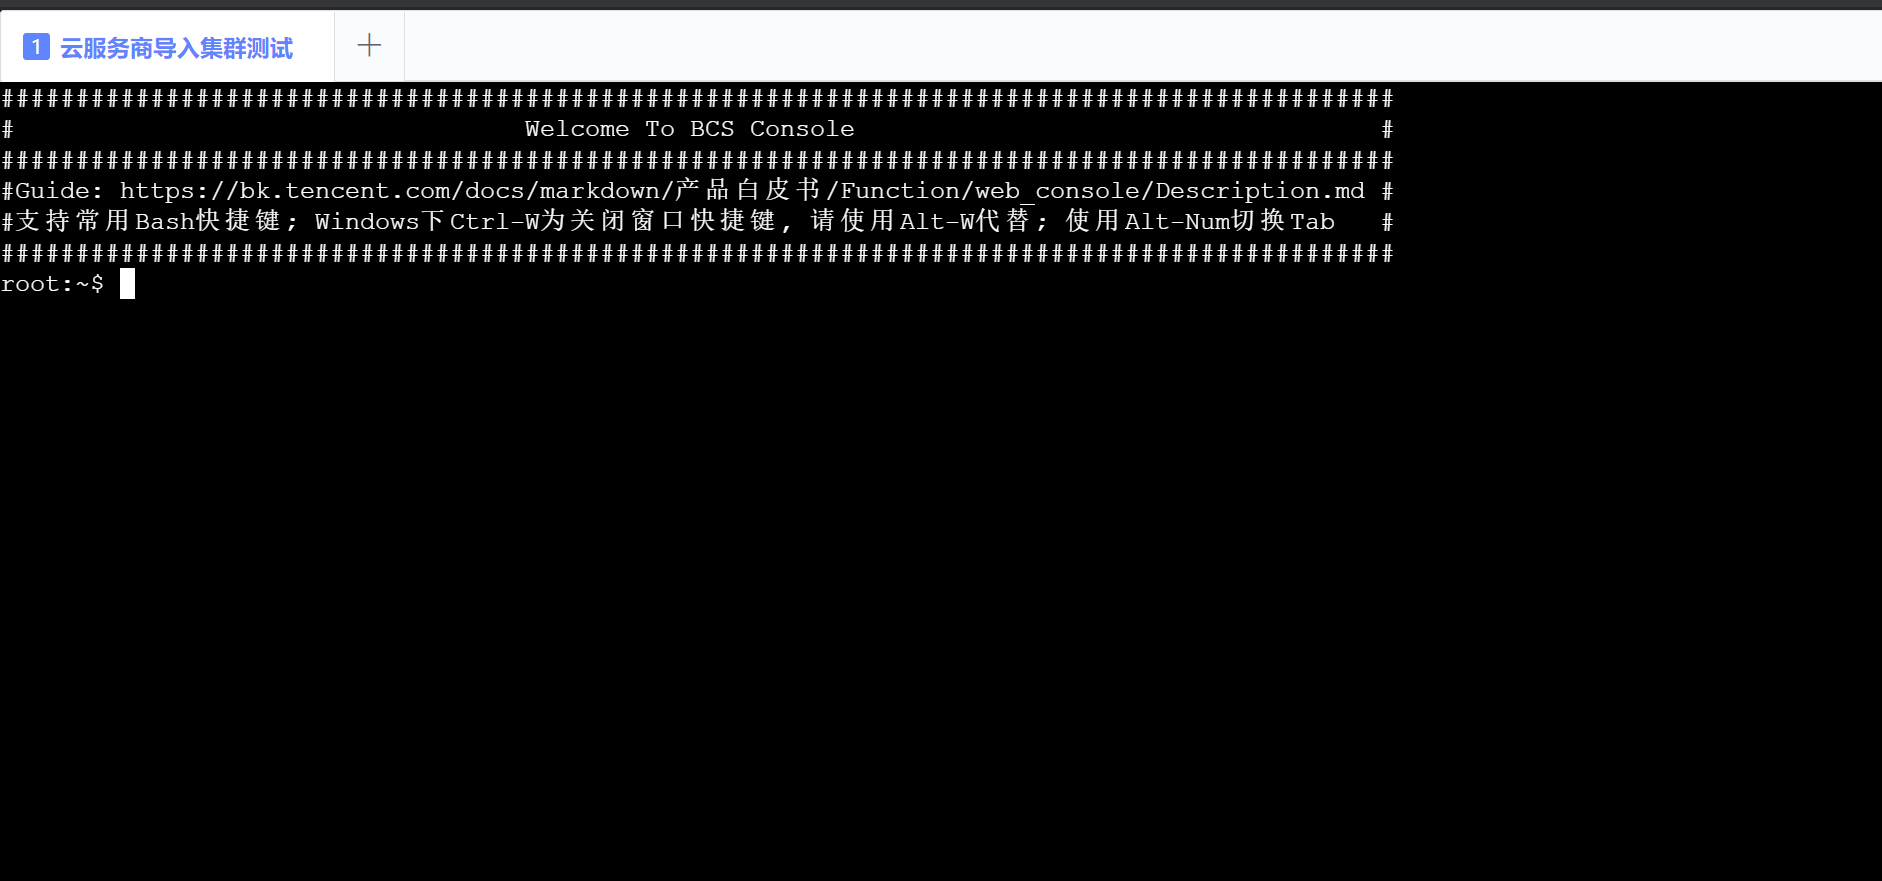 1 云服务商导入集群测试 +
#############################################################################################
#                                  Welcome To BCS Console                                   #
#############################################################################################
#Guide: https://bk.tencent.com/docs/markdown/产品白皮书/Function/web_console/Description.md #
#支持常用Bash快捷键; Windows下Ctrl-W为关闭窗口快捷键, 请使用Alt-W代替; 使用Alt-Num切换Tab   #
#############################################################################################
root:~$